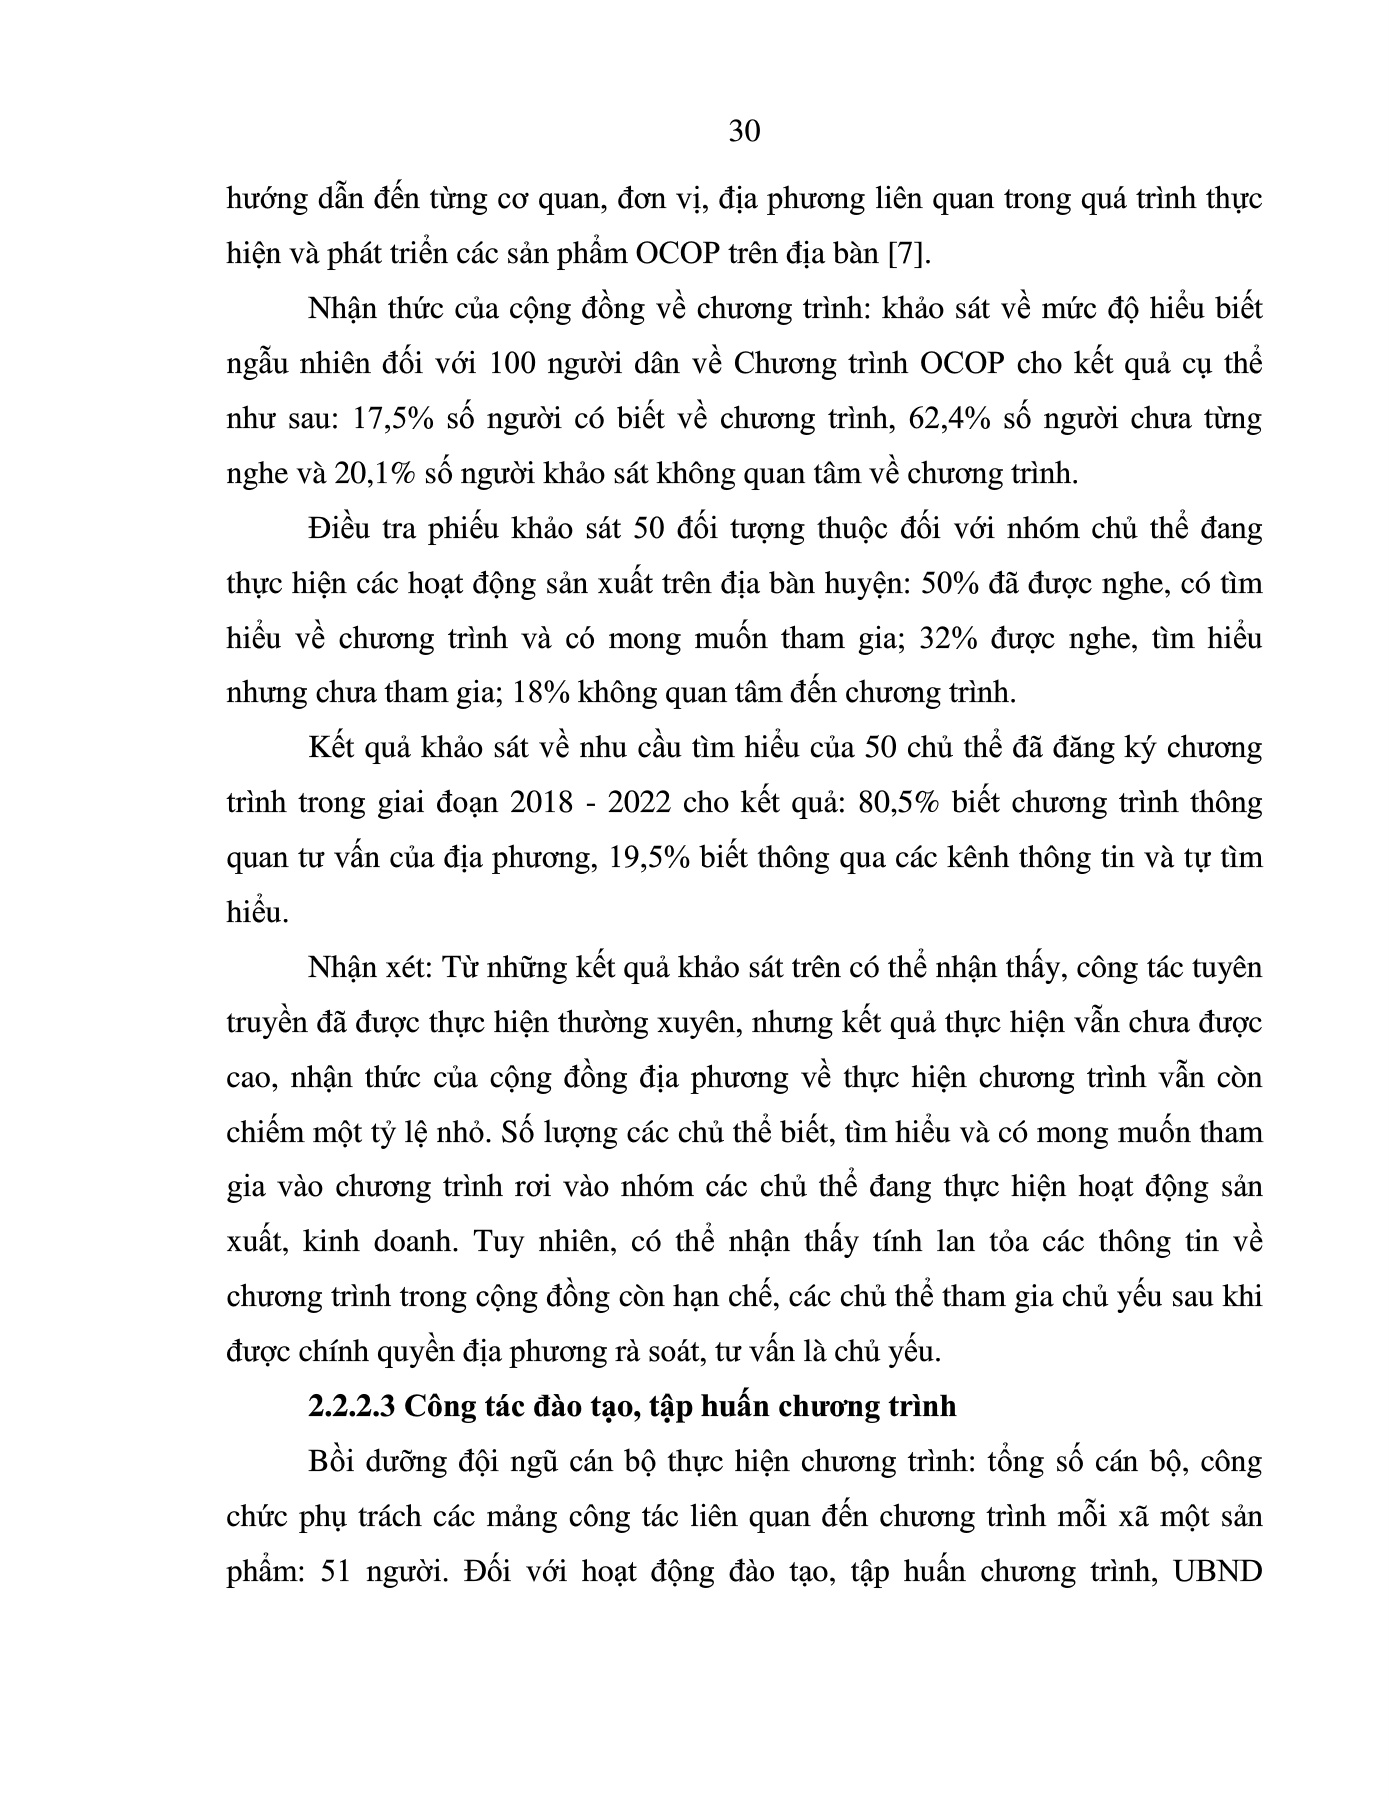 30
hướng dẫn đến từng cơ quan, đơn vị, địa phương liên quan trong quá trình thực
hiện và phát triển các sản phẩm OCOP trên địa bàn [7].
Nhận thức của cộng đồng về chương trình: khảo sát về mức độ hiểu biết
ngẫu nhiên đối với 100 người dân về Chương trình OCOP cho kết quả cụ thể
như sau: 17,5% số người có biết về chương trình, 62,4% số người chưa từng
nghe và 20,1% số người khảo sát không quan tâm về chương trình.
Điều tra phiếu khảo sát 50 đối tượng thuộc đối với nhóm chủ thể đang
thực hiện các hoạt động sản xuất trên địa bàn huyện: 50% đã được nghe, có tìm
hiểu về chương trình và có mong muốn tham gia; 32% được nghe, tìm hiểu
nhưng chưa tham gia; 18% không quan tâm đến chương trình.
Kết quả khảo sát về nhu cầu tìm hiểu của 50 chủ thể đã đăng ký chương
trình trong giai đoạn 2018 - 2022 cho kết quả: 80,5% biết chương trình thông
quan tư vấn của địa phương, 19,5% biết thông qua các kênh thông tin và tự tìm
hiểu.
Nhận xét: Từ những kết quả khảo sát trên có thể nhận thấy, công tác tuyên
truyền đã được thực hiện thường xuyên, nhưng kết quả thực hiện vẫn chưa được
cao, nhận thức của cộng đồng địa phương về thực hiện chương trình vẫn còn
chiếm một tỷ lệ nhỏ. Số lượng các chủ thể biết, tìm hiểu và có mong muốn tham
gia vào chương trình rơi vào nhóm các chủ thể đang thực hiện hoạt động sản
xuất, kinh doanh. Tuy nhiên, có thể nhận thấy tính lan tỏa các thông tin về
chương trình trong cộng đồng còn hạn chế, các chủ thể tham gia chủ yếu sau khi
được chính quyền địa phương rà soát, tư vấn là chủ yếu.
2.2.2.3 Công tác đào tạo, tập huấn chương trình
Bồi dưỡng đội ngũ cán bộ thực hiện chương trình: tổng số cán bộ, công
chức phụ trách các mảng công tác liên quan đến chương trình mỗi xã một sản
phẩm: 51 người. Đối với hoạt động đào tạo, tập huấn chương trình, UBND